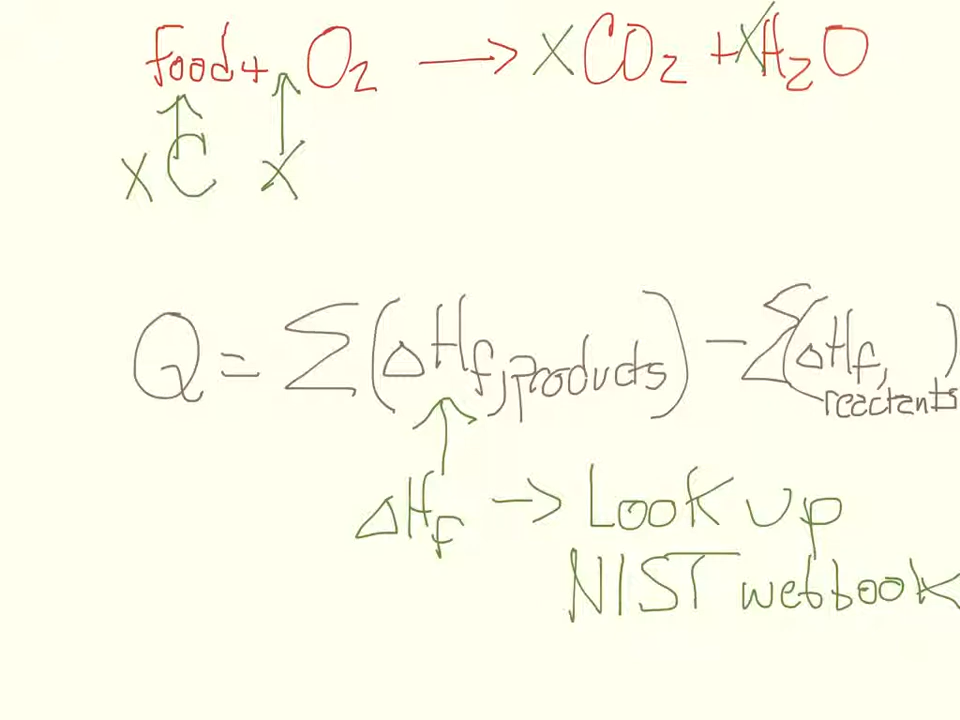 Food + O2 → XCO2 + XH2O
XC X
Q = Σ(ΔHf, products) - Σ(ΔHf, reactants)
ΔHf → Look up
NIST webbook